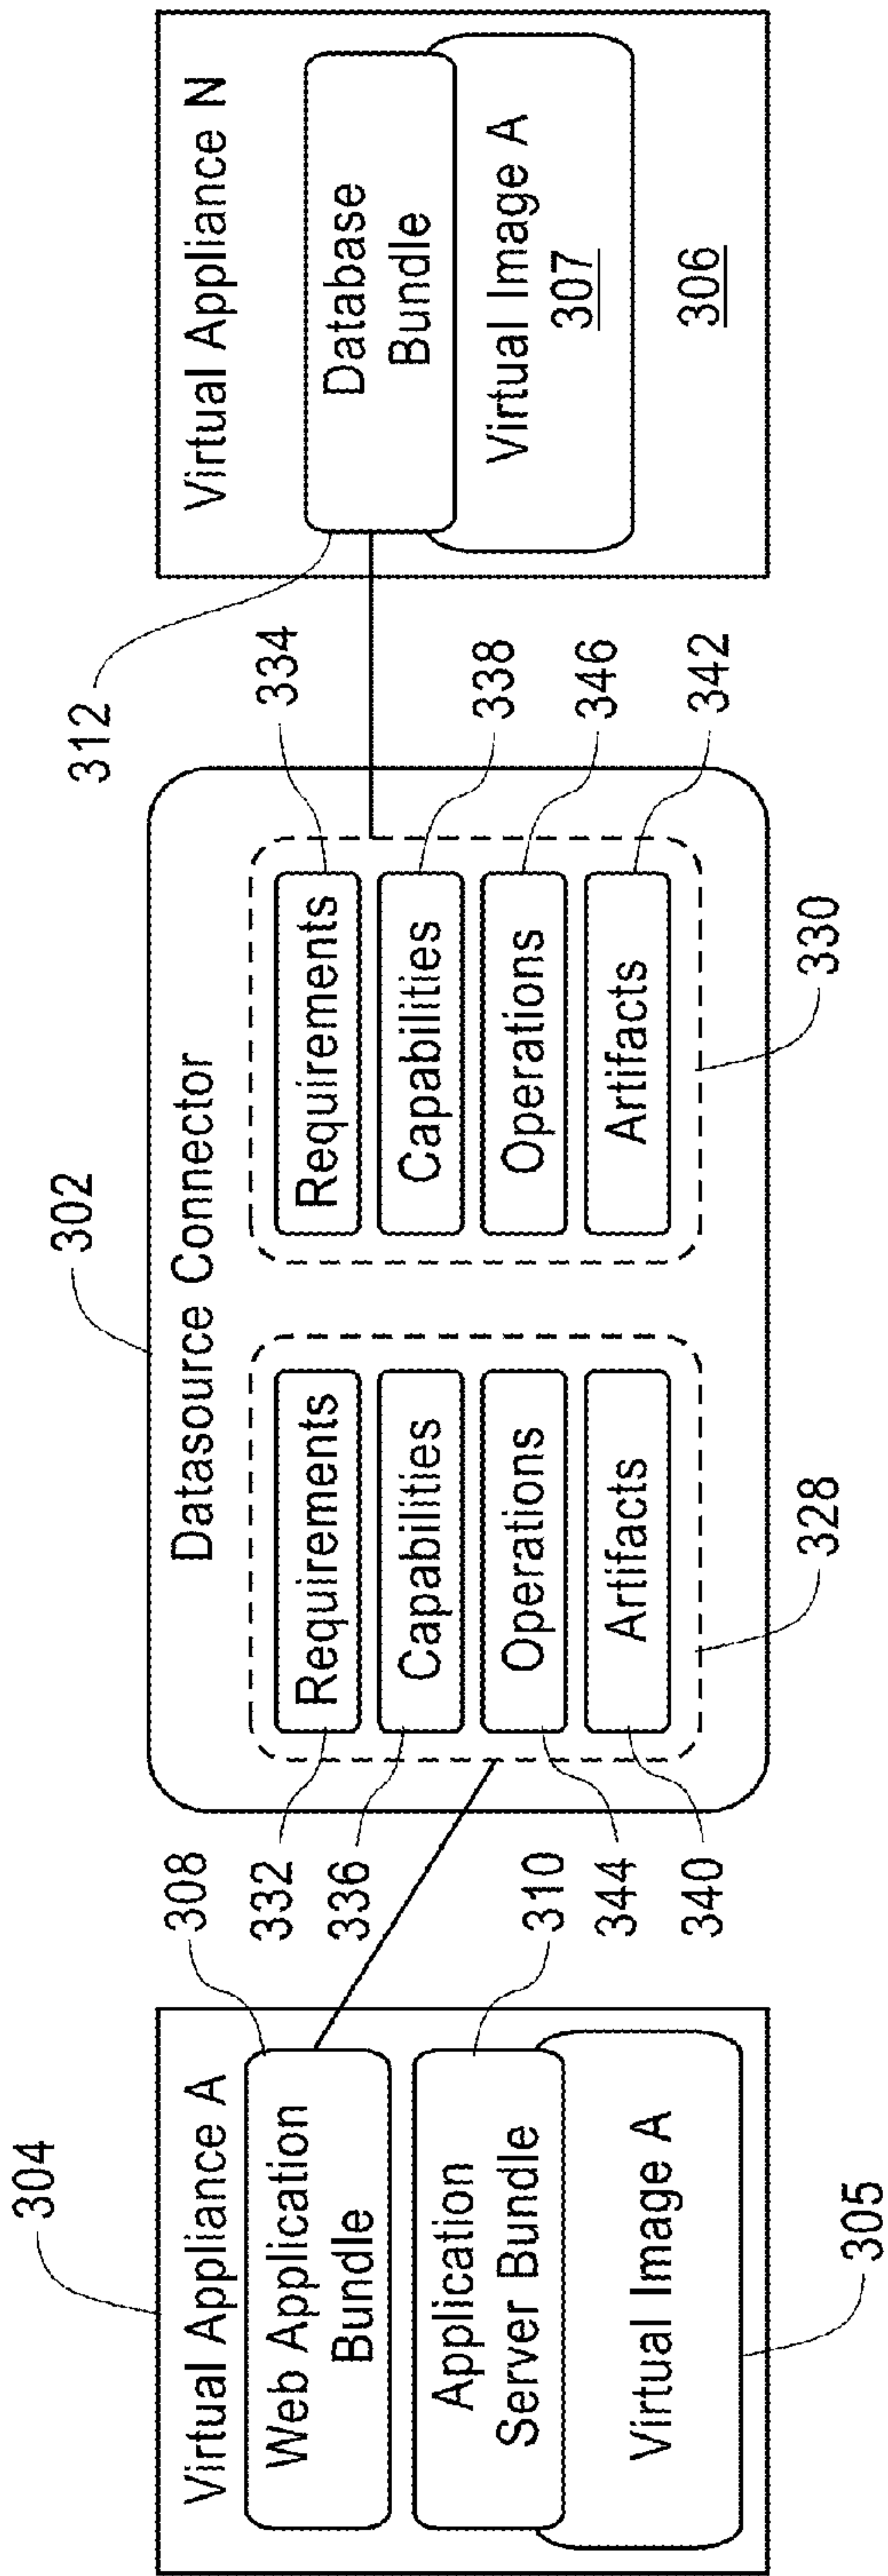 304
Virtual Appliance A
Web Application
Bundle
308
Application
Server Bundle
310
Virtual Image A
305
302
Datasource Connector
332
Requirements
336
Capabilities
344
Operations
340
Artifacts
328
Requirements
334
Capabilities
338
Operations
346
Artifacts
342
330
312
Virtual Appliance N
Database
Bundle
Virtual Image A
307
306